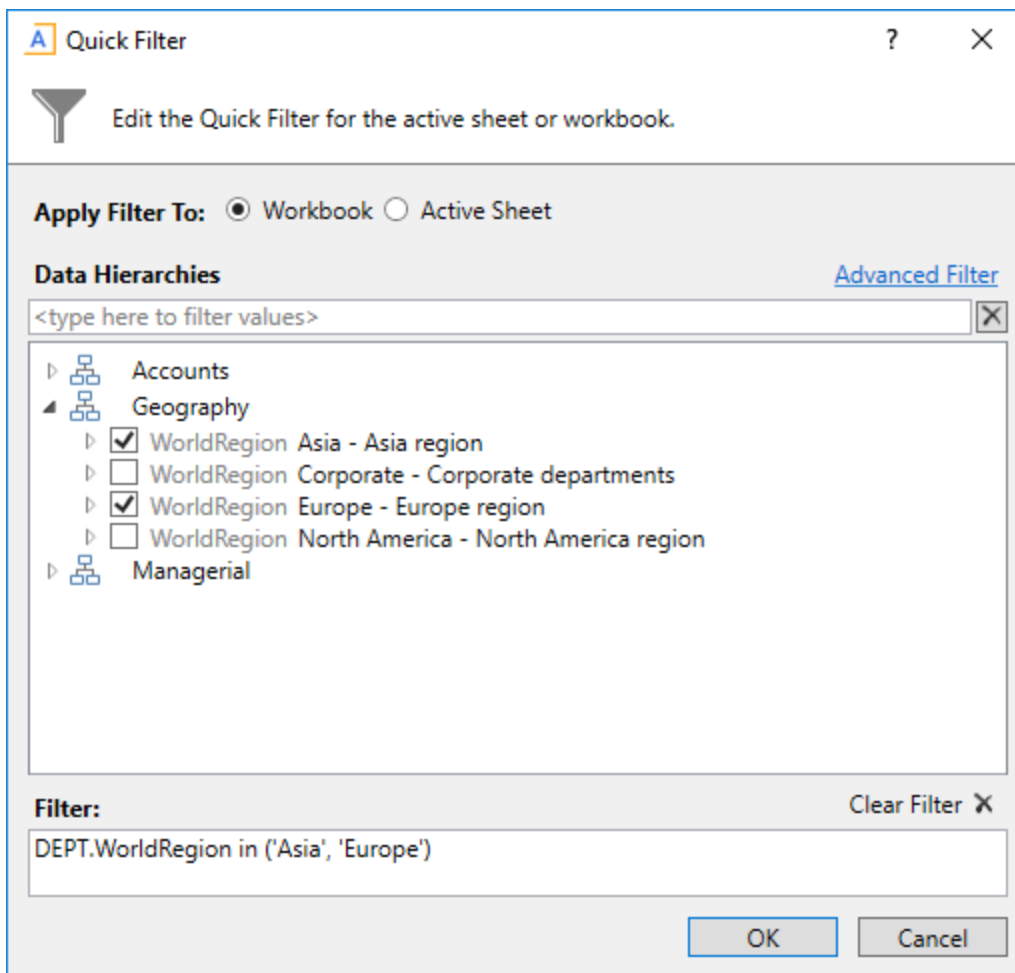 A Quick Filter ?
Edit the Quick Filter for the active sheet or workbook.
Apply Filter To: Workbook Active Sheet
Data Hierarchies Advanced Filter
<type here to filter values>
Accounts
Geography
WorldRegion Asia - Asia region
WorldRegion Corporate - Corporate departments
WorldRegion Europe - Europe region
WorldRegion North America - North America region
Managerial
Filter: Clear Filter
DEPT.WorldRegion in ('Asia', 'Europe')
OK Cancel